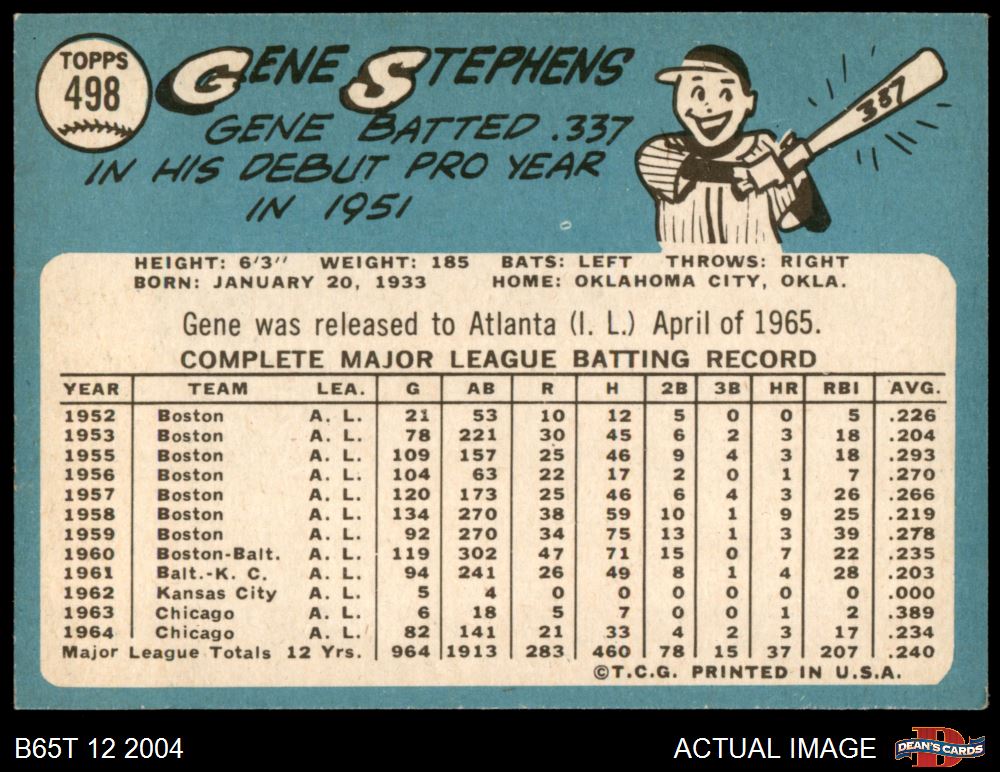 TOPPS
498
GENE STEPHENS
GENE BATTED .337
IN HIS DEBUT PRO YEAR
IN 1951
337
HEIGHT: 6'3" WEIGHT: 185 BATS: LEFT THROWS: RIGHT
BORN: JANUARY 20, 1933 HOME: OKLAHOMA CITY, OKLA.
Gene was released to Atlanta (I. L.) April of 1965.
COMPLETE MAJOR LEAGUE BATTING RECORD
YEAR TEAM LEA. G AB R H 2B 3B HR RBI AVG.
1952 Boston A. L. 21 53 10 12 5 0 0 5 .226
1953 Boston A. L. 78 221 30 45 6 2 3 18 .204
1955 Boston A. L. 109 157 25 46 9 4 3 18 .293
1956 Boston A. L. 104 63 22 17 2 0 1 7 .270
1957 Boston A. L. 120 173 25 46 6 4 3 26 .266
1958 Boston A. L. 134 270 38 59 10 1 9 25 .219
1959 Boston A. L. 92 270 34 75 13 1 3 39 .278
1960 Boston-Balt. A. L. 119 302 47 71 15 0 7 22 .235
1961 Balt.-K. C. A. L. 94 241 26 49 8 1 4 28 .203
1962 Kansas City A. L. 5 4 0 0 0 0 0 0 .000
1963 Chicago A. L. 6 18 5 7 0 0 1 2 .389
1964 Chicago A. L. 82 141 21 33 4 2 3 17 .234
Major League Totals 12 Yrs. 964 1913 283 460 78 15 37 207 .240
©T.C.G. PRINTED IN U.S.A.
B65T 12 2004 ACTUAL IMAGE
D
DEAN'S CARDS